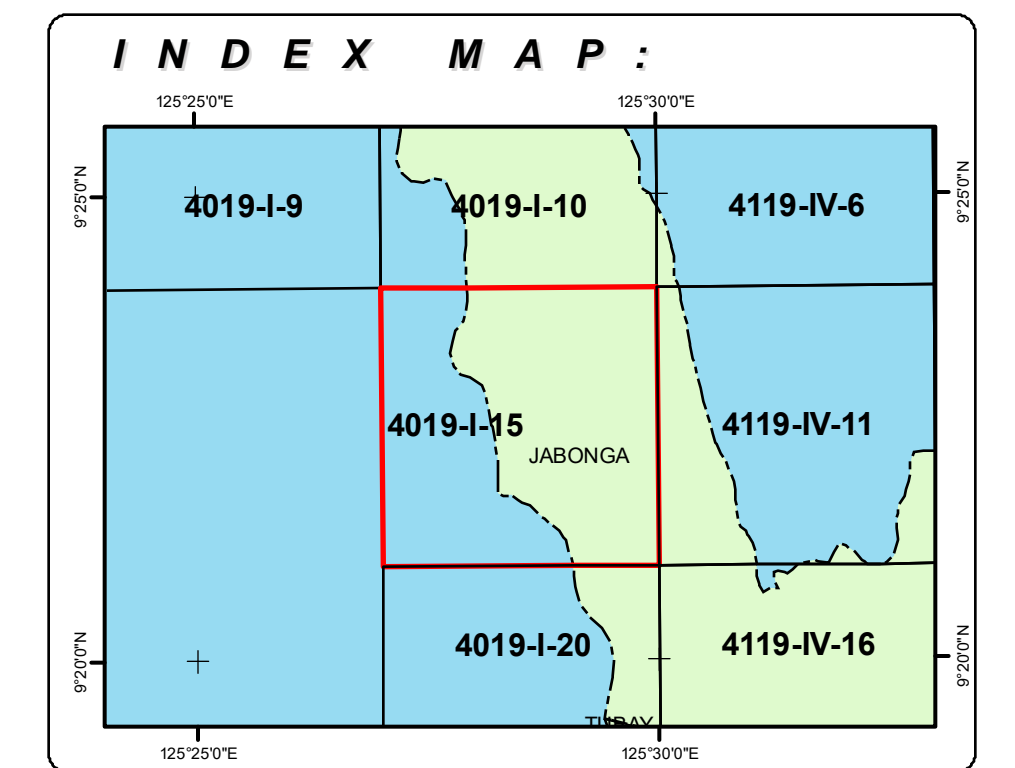 INDEX MAP:
125°25'0"E 125°30'0"E
9°25'0"N 9°25'0"N
4019-I-9 4019-I-10 4119-IV-6
4019-I-15 4119-IV-11
JABONGA
4019-I-20 4119-IV-16
9°20'0"N 9°20'0"N
TUBAY
125°25'0"E 125°30'0"E